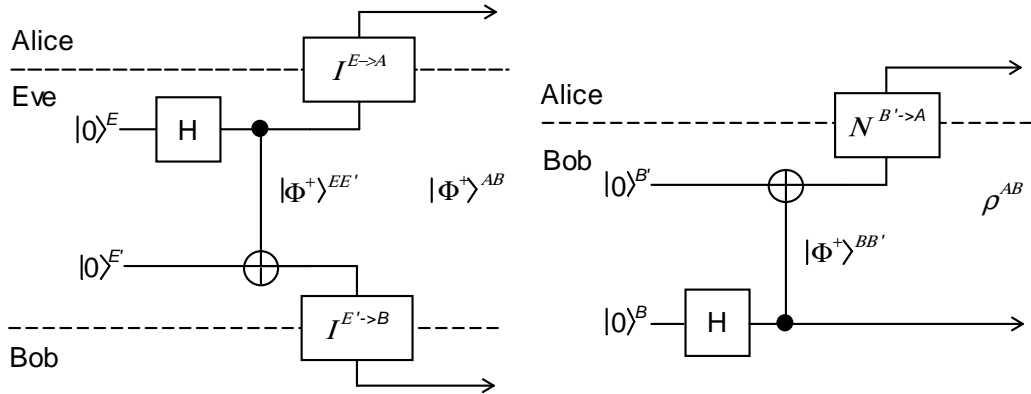 Alice
I^{E->A}
Eve
|0⟩^E
H
|Φ^+⟩^{EE'}
|Φ^+⟩^{AB}
|0⟩^{E'}
I^{E'->B}
Bob
Alice
N^{B'->A}
Bob
|0⟩^{B'}
ρ^{AB}
|Φ^+⟩^{BB'}
|0⟩^B
H